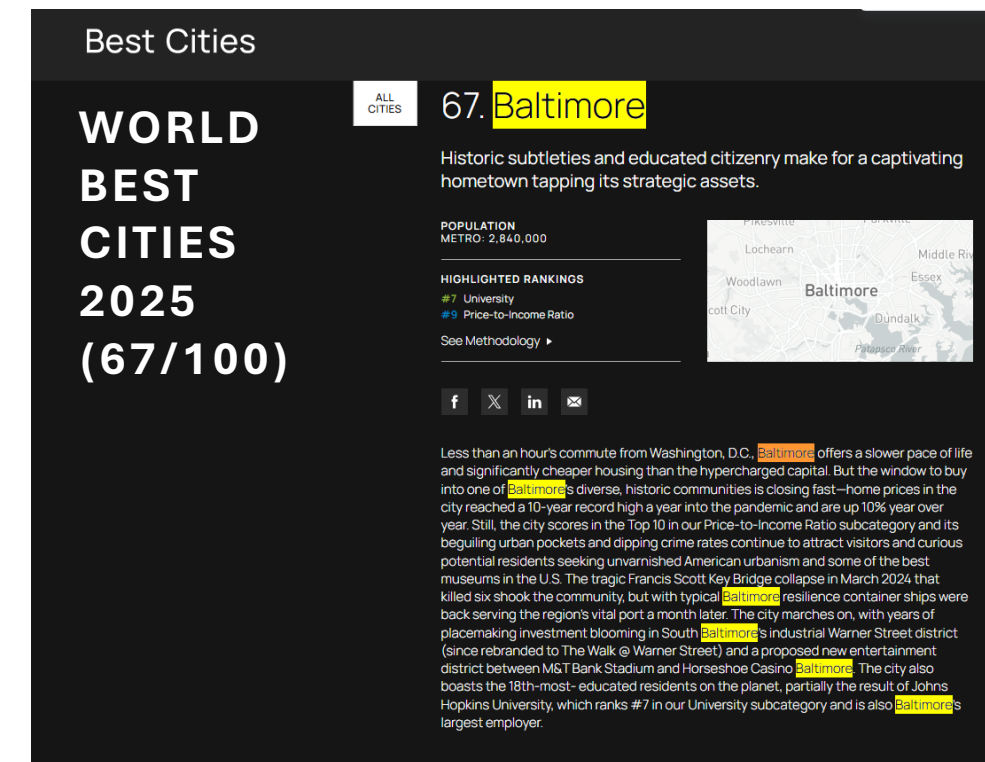 Best Cities
WORLD
BEST
CITIES
2025
(67/100)
ALL
CITIES
67. Baltimore
Historic subtleties and educated citizenry make for a captivating
hometown tapping its strategic assets.
POPULATION
METRO: 2,840,000
HIGHLIGHTED RANKINGS
#7 University
#9 Price-to-Income Ratio
See Methodology
Pikesville
Parkville
Lochearn
Middle Riv
Woodlawn
Essex
Baltimore
cott City
Dundalk
Patapsco River
Less than an hour's commute from Washington, D.C., Baltimore offers a slower pace of life
and significantly cheaper housing than the hypercharged capital. But the window to buy
into one of Baltimore's diverse, historic communities is closing fast—home prices in the
city reached a 10-year record high a year into the pandemic and are up 10% year over
year. Still, the city scores in the Top 10 in our Price-to-Income Ratio subcategory and its
beguiling urban pockets and dipping crime rates continue to attract visitors and curious
potential residents seeking unvarnished American urbanism and some of the best
museums in the U.S. The tragic Francis Scott Key Bridge collapse in March 2024 that
killed six shook the community, but with typical Baltimore resilience container ships were
back serving the region's vital port a month later. The city marches on, with years of
placemaking investment blooming in South Baltimore's industrial Warner Street district
(since rebranded to The Walk @ Warner Street) and a proposed new entertainment
district between M&T Bank Stadium and Horseshoe Casino Baltimore. The city also
boasts the 18th-most- educated residents on the planet, partially the result of Johns
Hopkins University, which ranks #7 in our University subcategory and is also Baltimore's
largest employer.